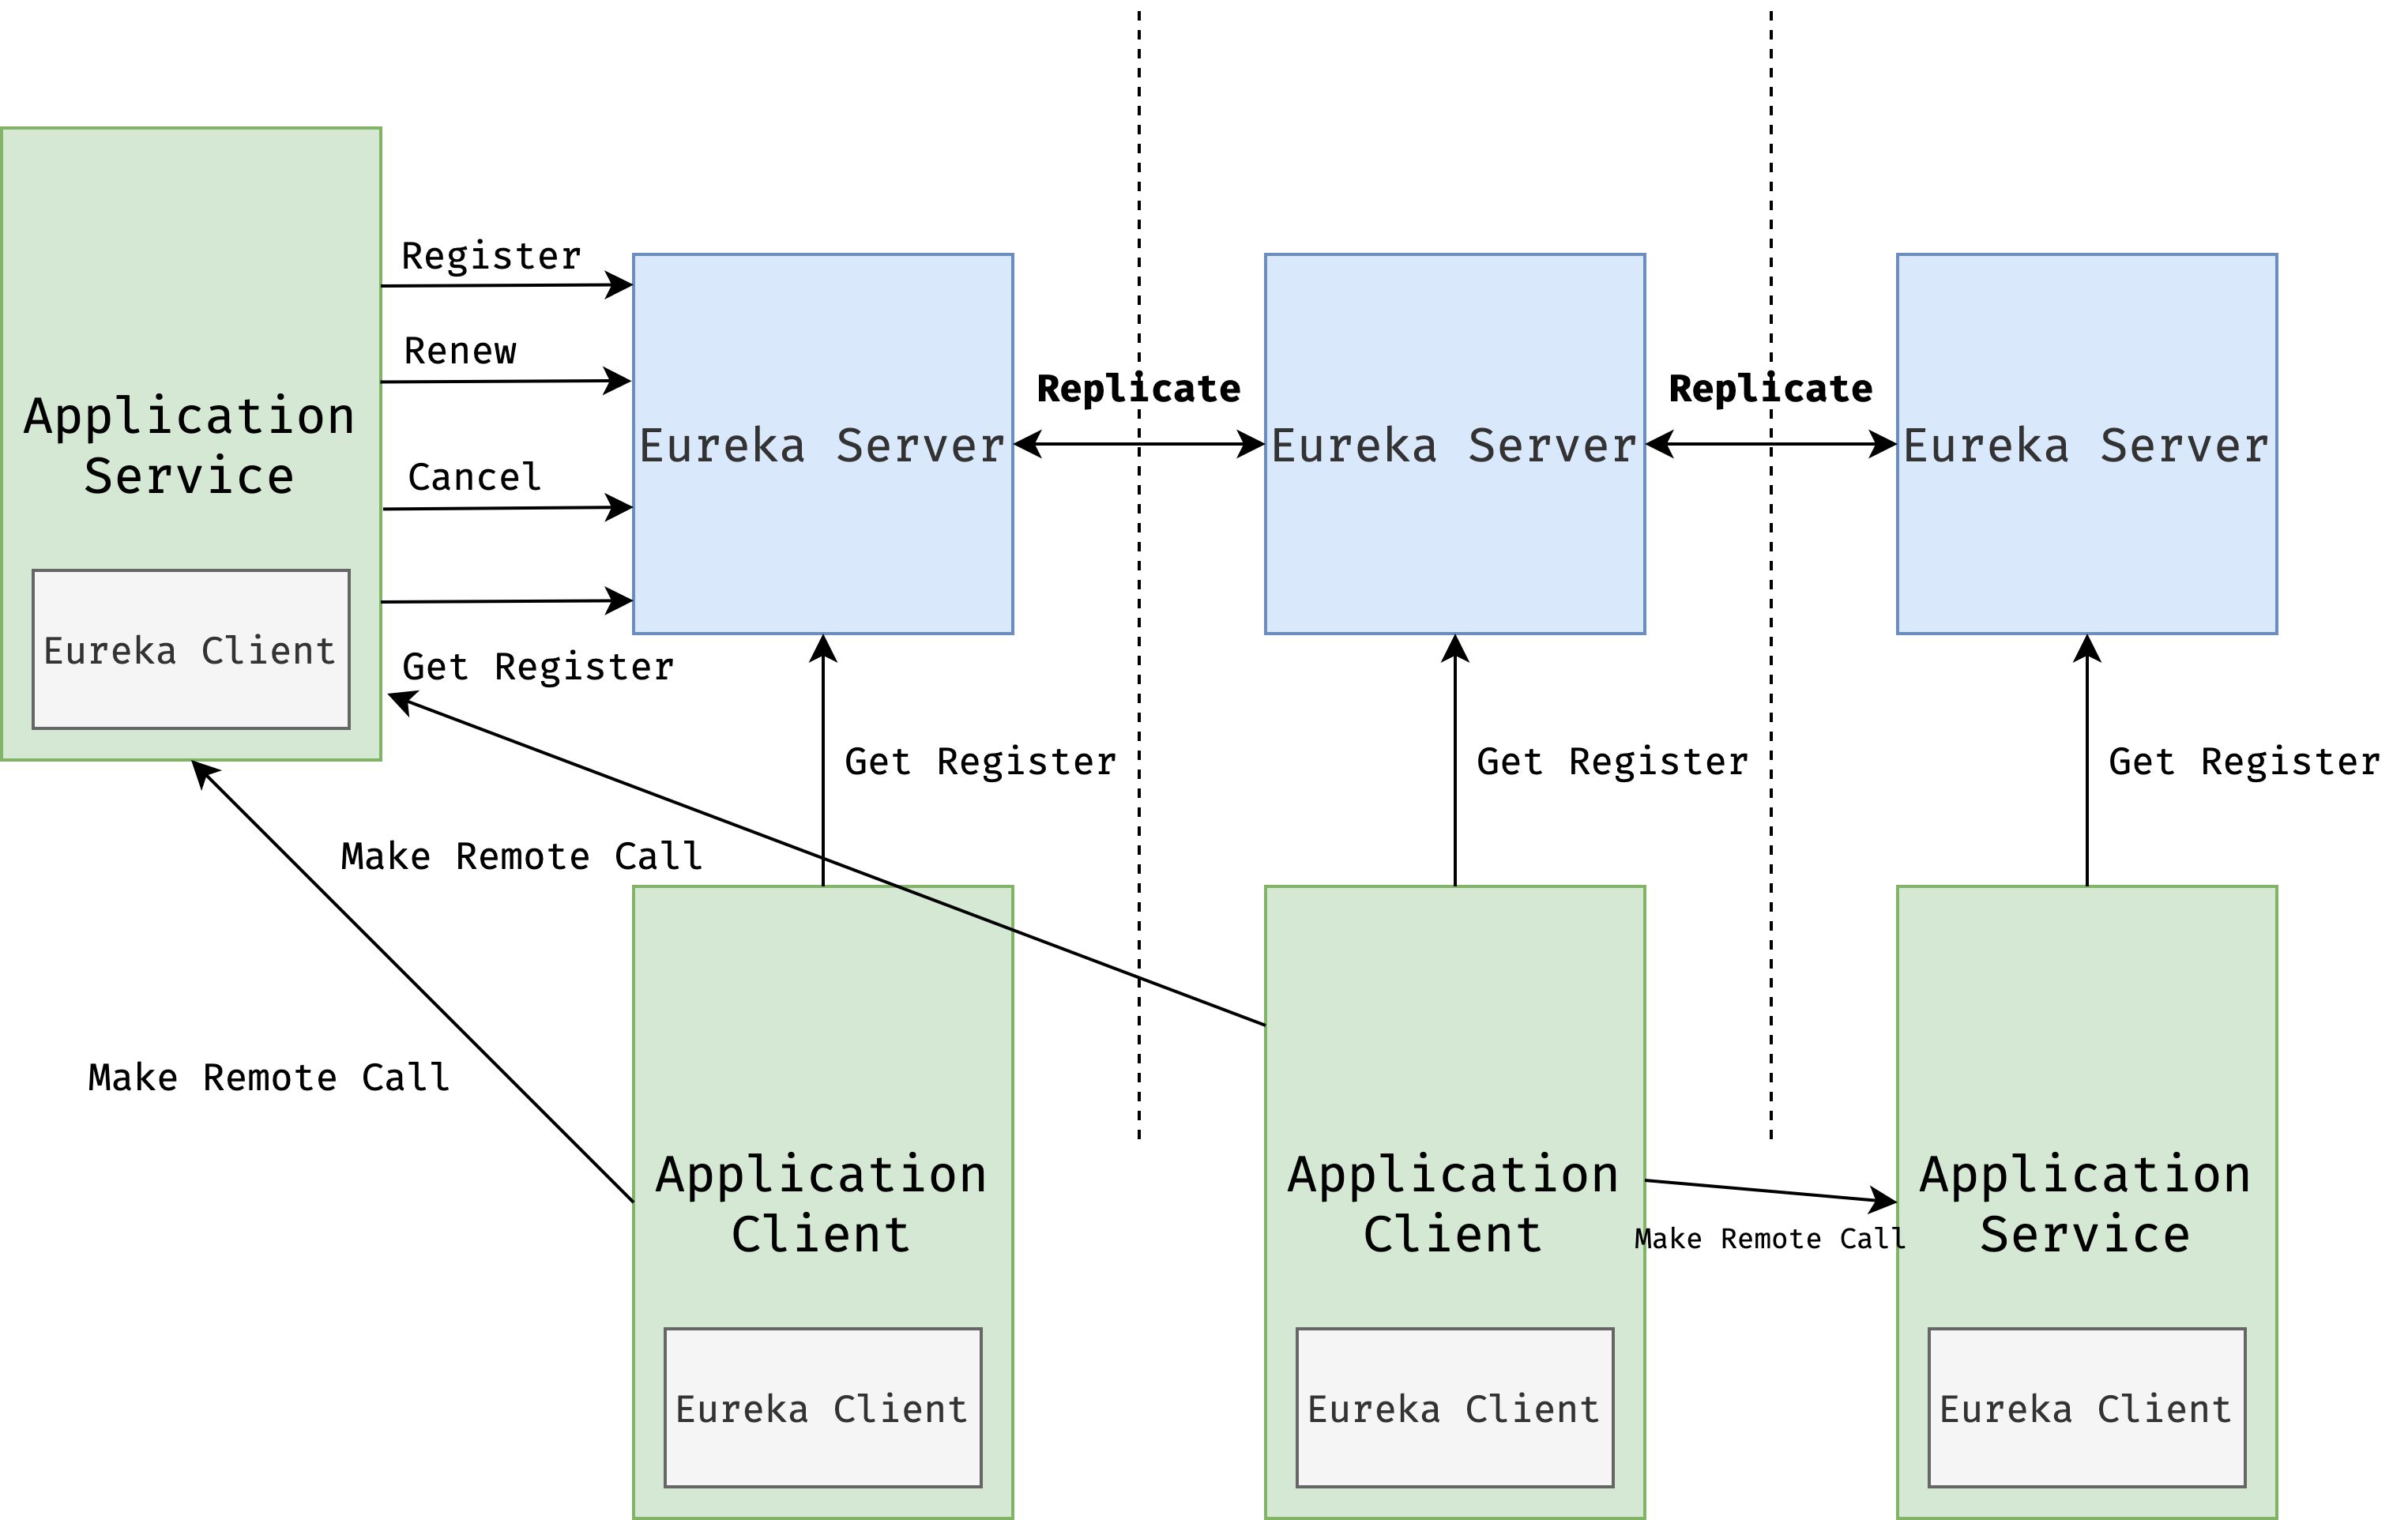 Register
Renew
Application
Service
Cancel
Eureka Client
Get Register
Eureka Server
Replicate
Eureka Server
Replicate
Eureka Server
Get Register
Get Register
Get Register
Make Remote Call
Make Remote Call
Application
Client
Eureka Client
Application
Client
Eureka Client
Make Remote Call
Application
Service
Eureka Client